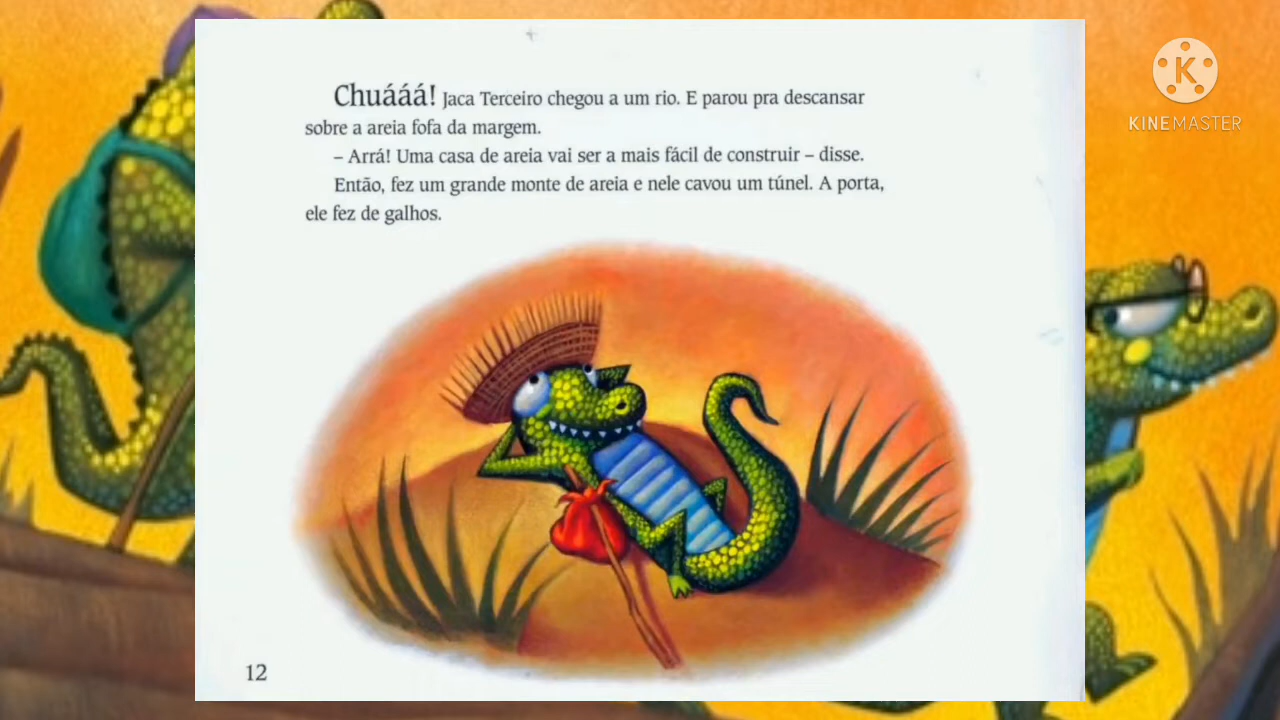 Chuááá! Jaca Terceiro chegou a um rio. E parou pra descansar
sobre a areia fofa da margem.
– Arrá! Uma casa de areia vai ser a mais fácil de construir – disse.
Então, fez um grande monte de areia e nele cavou um túnel. A porta,
ele fez de galhos.
12
K
KINEMASTER